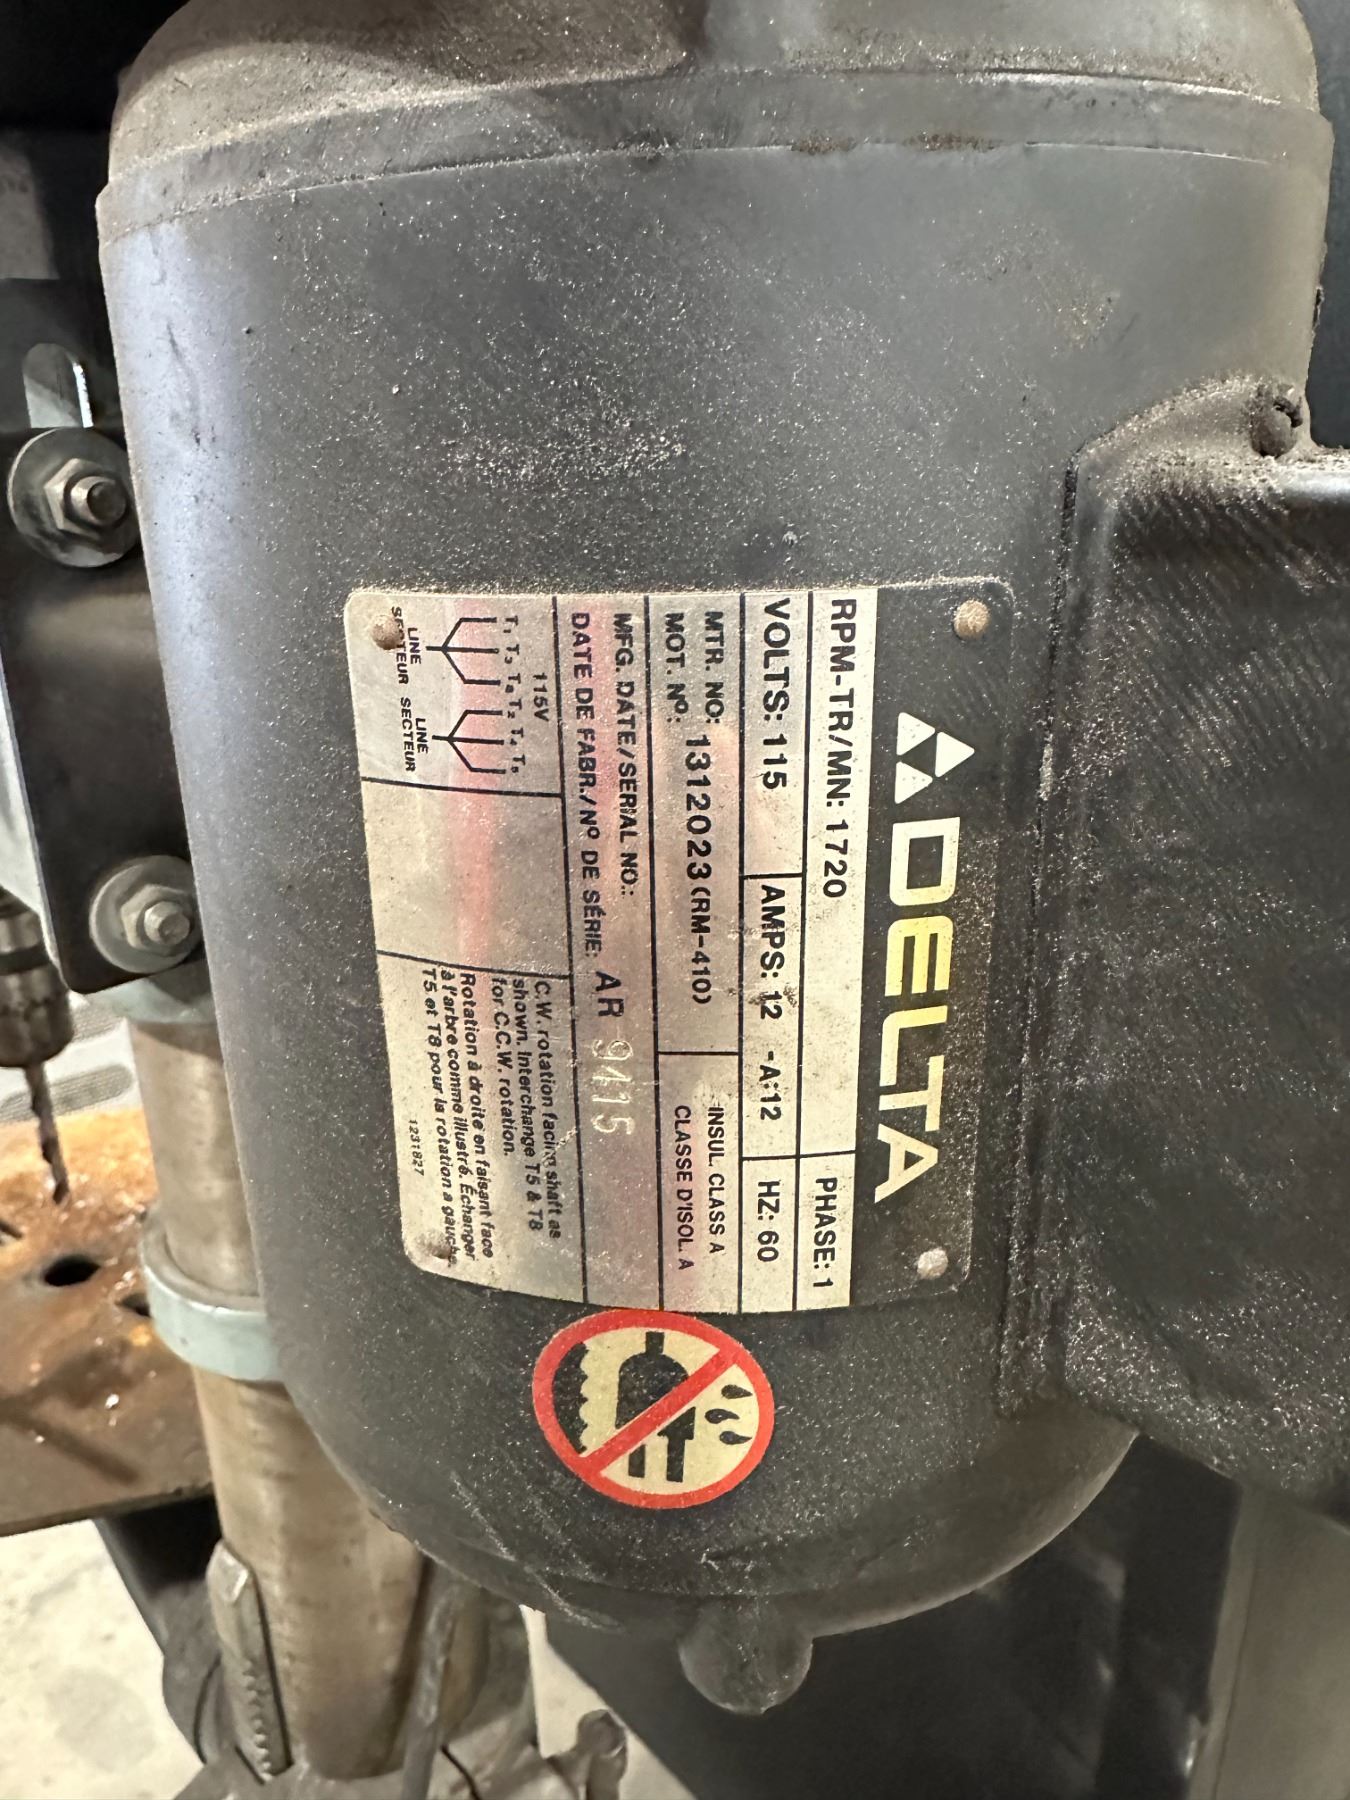 DELTA
RPM-TR/MN: 1720 PHASE: 1
VOLTS: 115 AMPS: 12 -A:12 HZ: 60
MTR. NO: 1312023 (RM-410) INSUL. CLASS A
MOT. Nº: CLASSE D'ISOL. A
MFG. DATE/SERIAL NO.:
DATE DE FABR./Nº DE SÉRIE: AR 9415
115V
T1 T3
LINE
SECTEUR
LINE
SECTEUR
C.W. rotation facing shaft as
shown. Interchange T5 & T8
for C.C.W. rotation.
Rotation à droite en faisant face
à l'arbre comme illustré. Échanger
T5 et T8 pour la rotation a gauche
1231827